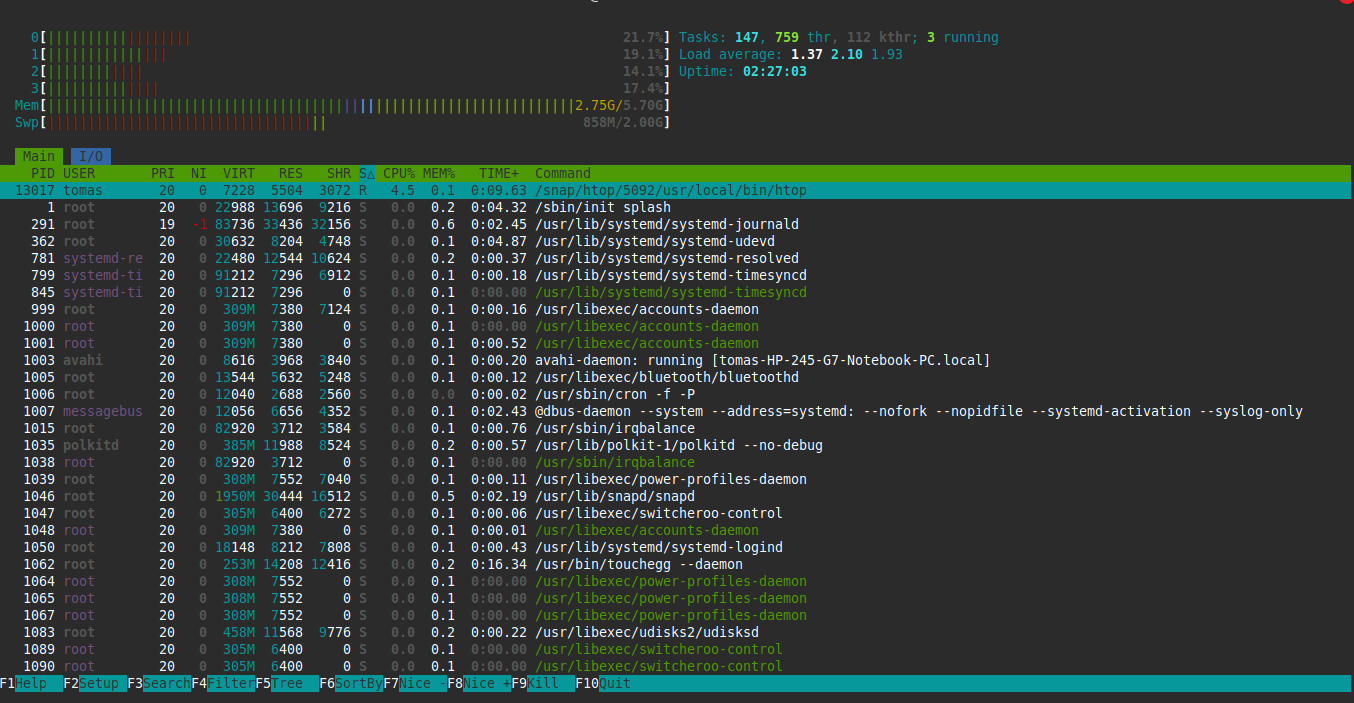 0[||||||||||||||||||21.7%] Tasks: 147, 759 thr, 112 kthr; 3 running
1[|||||||||||||||19.1%] Load average: 1.37 2.10 1.93
2[||||||||||||14.1%] Uptime: 02:27:03
3[||||||||||||||17.4%]
Mem[||||||||||||||||||||||||||||||||||||||||||||||||||||||||||||||||||2.75G/5.70G]
Swp[|||||||||||||||||||||||||||||||||||858M/2.00G]
Main I/O
PID USER PRI NI VIRT RES SHR S△ CPU% MEM% TIME+ Command
13017 tomas 20 0 7228 5504 3072 R 4.5 0.1 0:09.63 /snap/htop/5092/usr/local/bin/htop
1 root 20 0 22988 13696 9216 S 0.0 0.2 0:04.32 /sbin/init splash
291 root 19 -1 83736 33436 32156 S 0.0 0.6 0:02.45 /usr/lib/systemd/systemd-journald
362 root 20 0 30632 8204 4748 S 0.0 0.1 0:04.87 /usr/lib/systemd/systemd-udevd
781 systemd-re 20 0 22480 12544 10624 S 0.0 0.2 0:00.37 /usr/lib/systemd/systemd-resolved
799 systemd-ti 20 0 91212 7296 6912 S 0.0 0.1 0:00.18 /usr/lib/systemd/systemd-timesyncd
845 systemd-ti 20 0 91212 7296 0 S 0.0 0.1 0:00.00 /usr/lib/systemd/systemd-timesyncd
999 root 20 0 309M 7380 7124 S 0.0 0.1 0:00.16 /usr/libexec/accounts-daemon
1000 root 20 0 309M 7380 0 S 0.0 0.1 0:00.00 /usr/libexec/accounts-daemon
1001 root 20 0 309M 7380 0 S 0.0 0.1 0:00.52 /usr/libexec/accounts-daemon
1003 avahi 20 0 8616 3968 3840 S 0.0 0.1 0:00.20 avahi-daemon: running [tomas-HP-245-G7-Notebook-PC.local]
1005 root 20 0 13544 5632 5248 S 0.0 0.1 0:00.12 /usr/libexec/bluetooth/bluetoothd
1006 root 20 0 12040 2688 2560 S 0.0 0.0 0:00.02 /usr/sbin/cron -f -P
1007 messagebus 20 0 12056 6656 4352 S 0.0 0.1 0:02.43 @dbus-daemon --system --address=systemd: --nofork --nopidfile --systemd-activation --syslog-only
1015 root 20 0 82920 3712 3584 S 0.0 0.1 0:00.76 /usr/sbin/irqbalance
1035 polkitd 20 0 385M 11988 8524 S 0.0 0.2 0:00.57 /usr/lib/polkit-1/polkitd --no-debug
1038 root 20 0 82920 3712 0 S 0.0 0.1 0:00.00 /usr/sbin/irqbalance
1039 root 20 0 308M 7552 7040 S 0.0 0.1 0:00.11 /usr/libexec/power-profiles-daemon
1046 root 20 0 1950M 30444 16512 S 0.0 0.5 0:02.19 /usr/lib/snapd/snapd
1047 root 20 0 305M 6400 6272 S 0.0 0.1 0:00.06 /usr/libexec/switcheroo-control
1048 root 20 0 309M 7380 0 S 0.0 0.1 0:00.01 /usr/libexec/accounts-daemon
1050 root 20 0 18148 8212 7808 S 0.0 0.1 0:00.43 /usr/lib/systemd/systemd-logind
1062 root 20 0 253M 14208 12416 S 0.0 0.2 0:16.34 /usr/bin/touchegg --daemon
1064 root 20 0 308M 7552 0 S 0.0 0.1 0:00.00 /usr/libexec/power-profiles-daemon
1065 root 20 0 308M 7552 0 S 0.0 0.1 0:00.00 /usr/libexec/power-profiles-daemon
1067 root 20 0 308M 7552 0 S 0.0 0.1 0:00.00 /usr/libexec/power-profiles-daemon
1083 root 20 0 458M 11568 9776 S 0.0 0.2 0:00.22 /usr/libexec/udisks2/udisksd
1089 root 20 0 305M 6400 0 S 0.0 0.1 0:00.00 /usr/libexec/switcheroo-control
1090 root 20 0 305M 6400 0 S 0.0 0.1 0:00.00 /usr/libexec/switcheroo-control
F1Help F2Setup F3SearchF4FilterF5Tree F6SortByF7Nice -F8Nice +F9Kill F10Quit